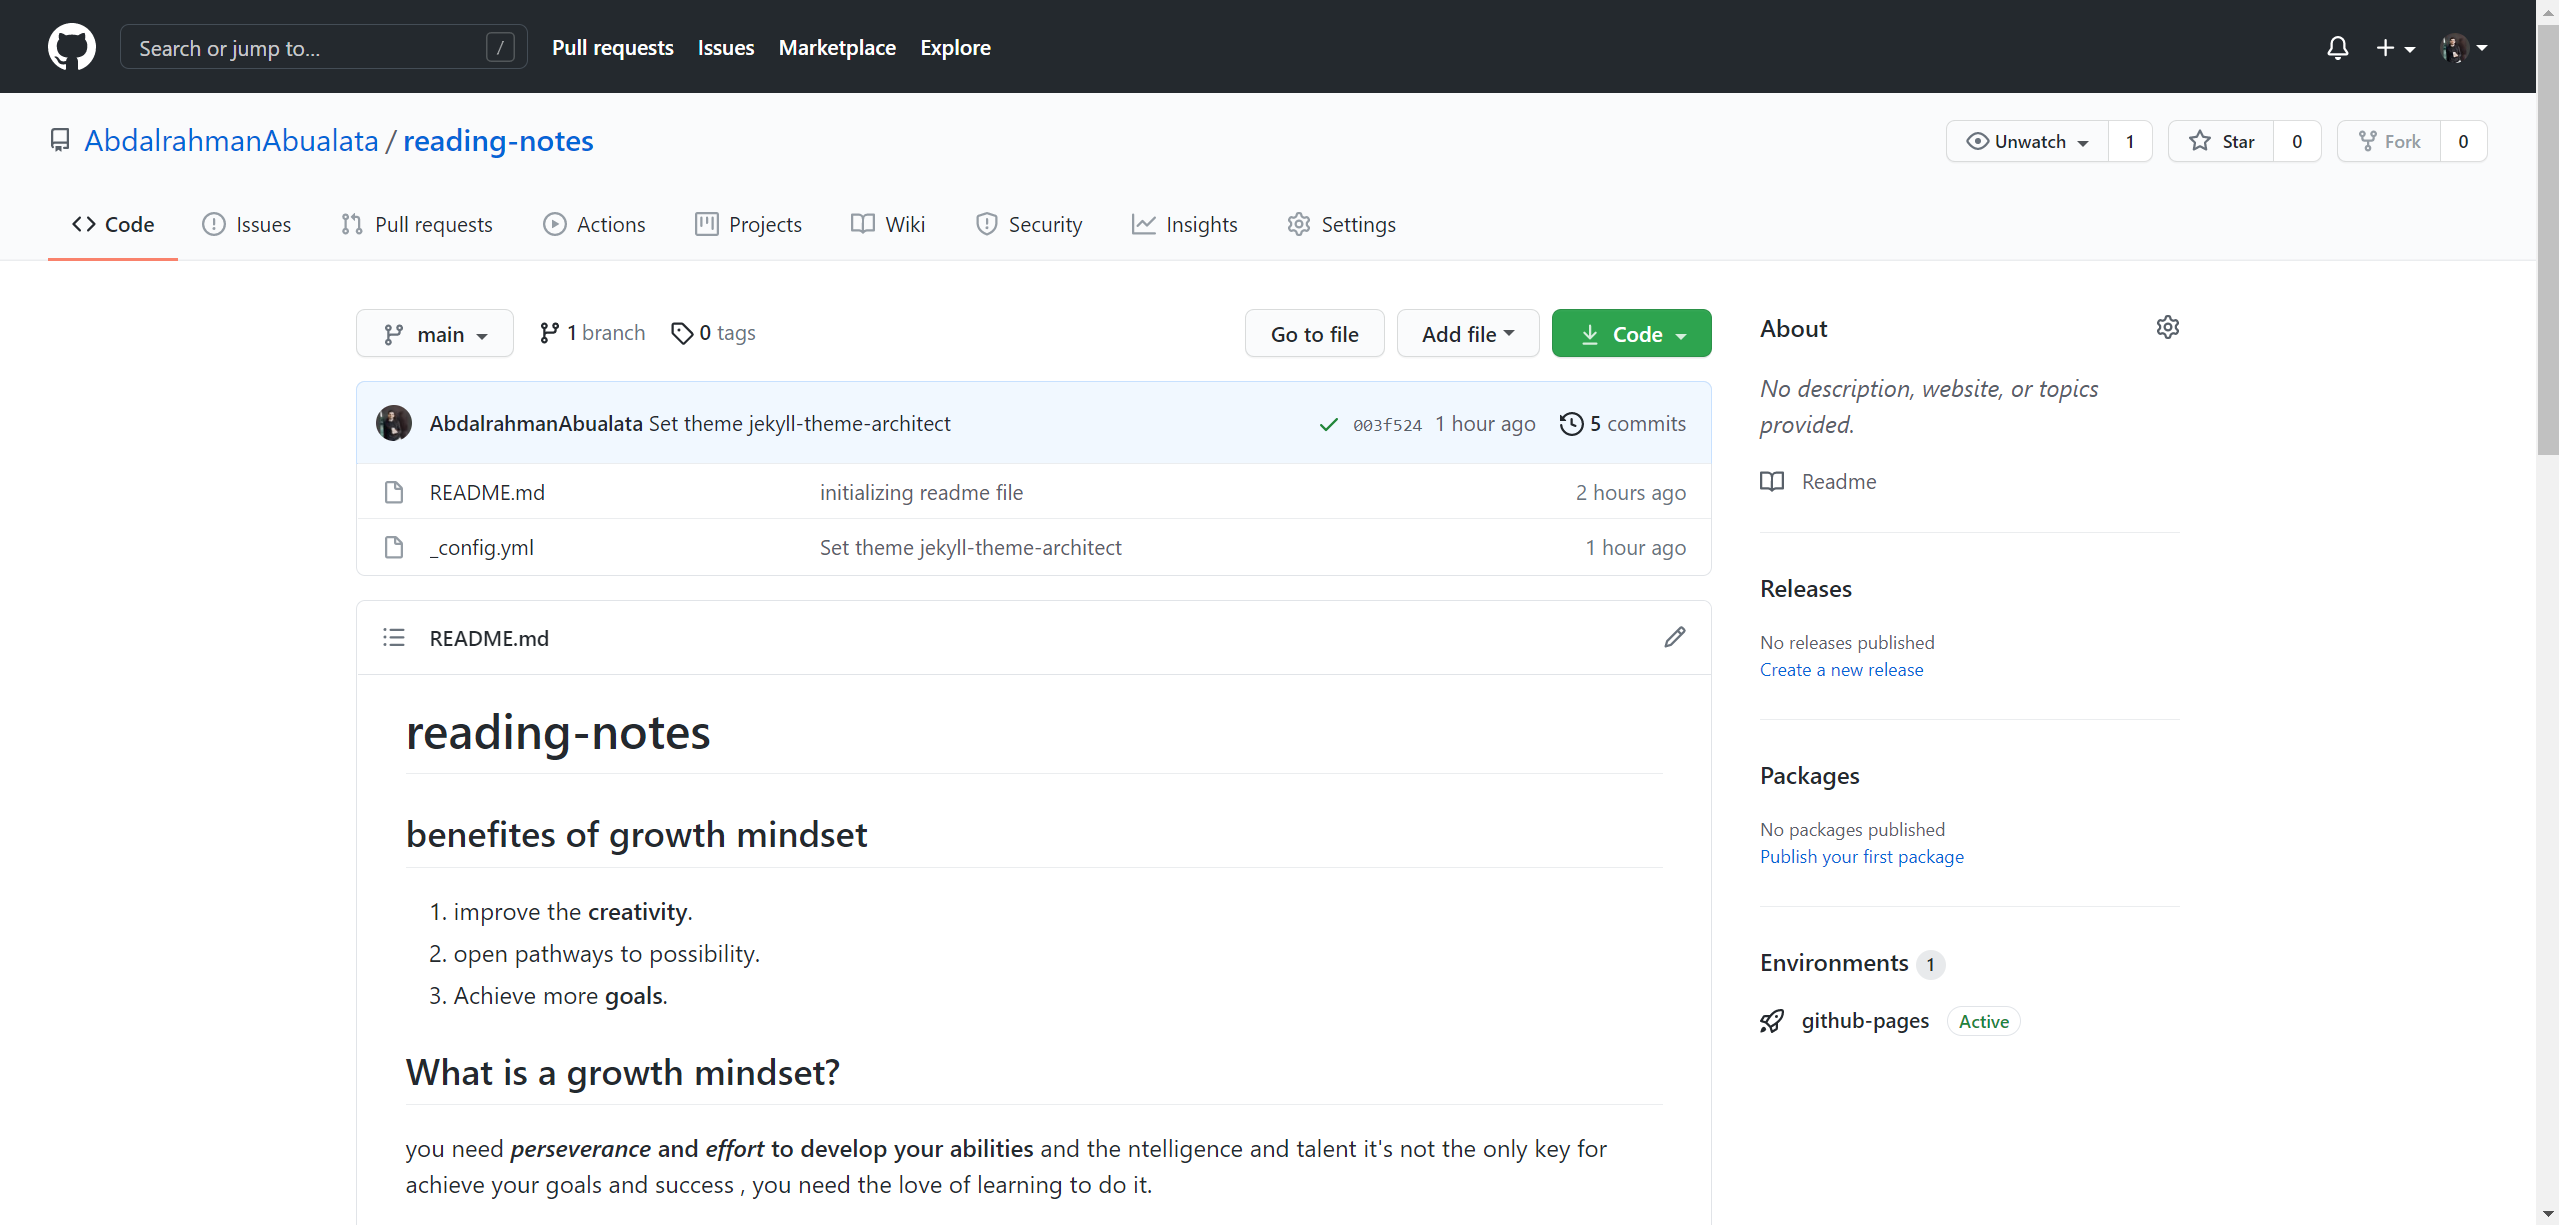 Search or jump to... /
Pull requests Issues Marketplace Explore
AbdalrahmanAbualata / reading-notes
Unwatch 1 Star 0 Fork 0
Code Issues Pull requests Actions Projects Wiki Security Insights Settings
main 1 branch 0 tags Go to file Add file Code
AbdalrahmanAbualata Set theme jekyll-theme-architect 003f524 1 hour ago 5 commits
README.md initializing readme file 2 hours ago
_config.yml Set theme jekyll-theme-architect 1 hour ago
README.md
reading-notes
benefites of growth mindset
1. improve the creativity.
2. open pathways to possibility.
3. Achieve more goals.
What is a growth mindset?
you need perseverance and effort to develop your abilities and the ntelligence and talent it's not the only key for
achieve your goals and success , you need the love of learning to do it.
About
No description, website, or topics
provided.
Readme
Releases
No releases published
Create a new release
Packages
No packages published
Publish your first package
Environments 1
github-pages Active